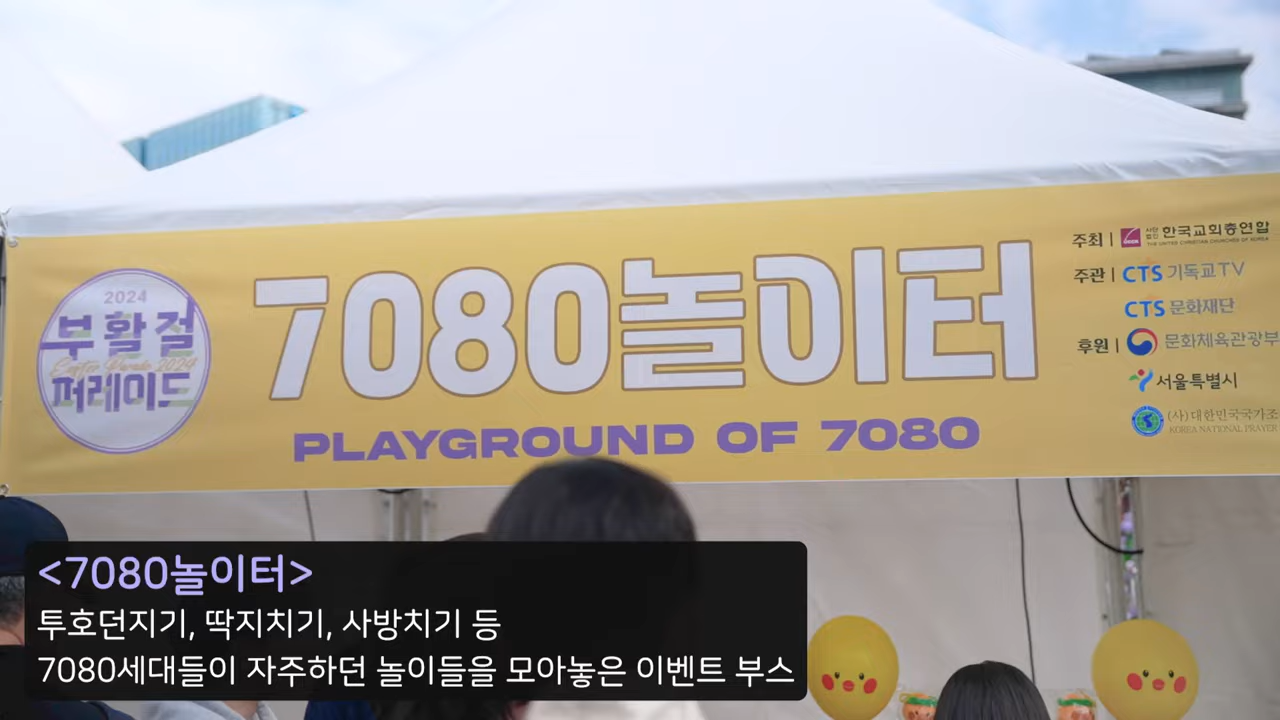 2024
부활절
Easter Parade 2024
퍼레이드
7080놀이터
PLAYGROUND OF 7080
주최 | 사단법인 한국교회총연합
THE UNITED CHRISTIAN CHURCHES OF KOREA
주관 | CTS 기독교TV
CTS 문화재단
후원 | 문화체육관광부
서울특별시
(사)대한민국국가조
KOREA NATIONAL PRAYER
<7080놀이터>
투호던지기, 딱지치기, 사방치기 등
7080세대들이 자주하던 놀이들을 모아놓은 이벤트 부스